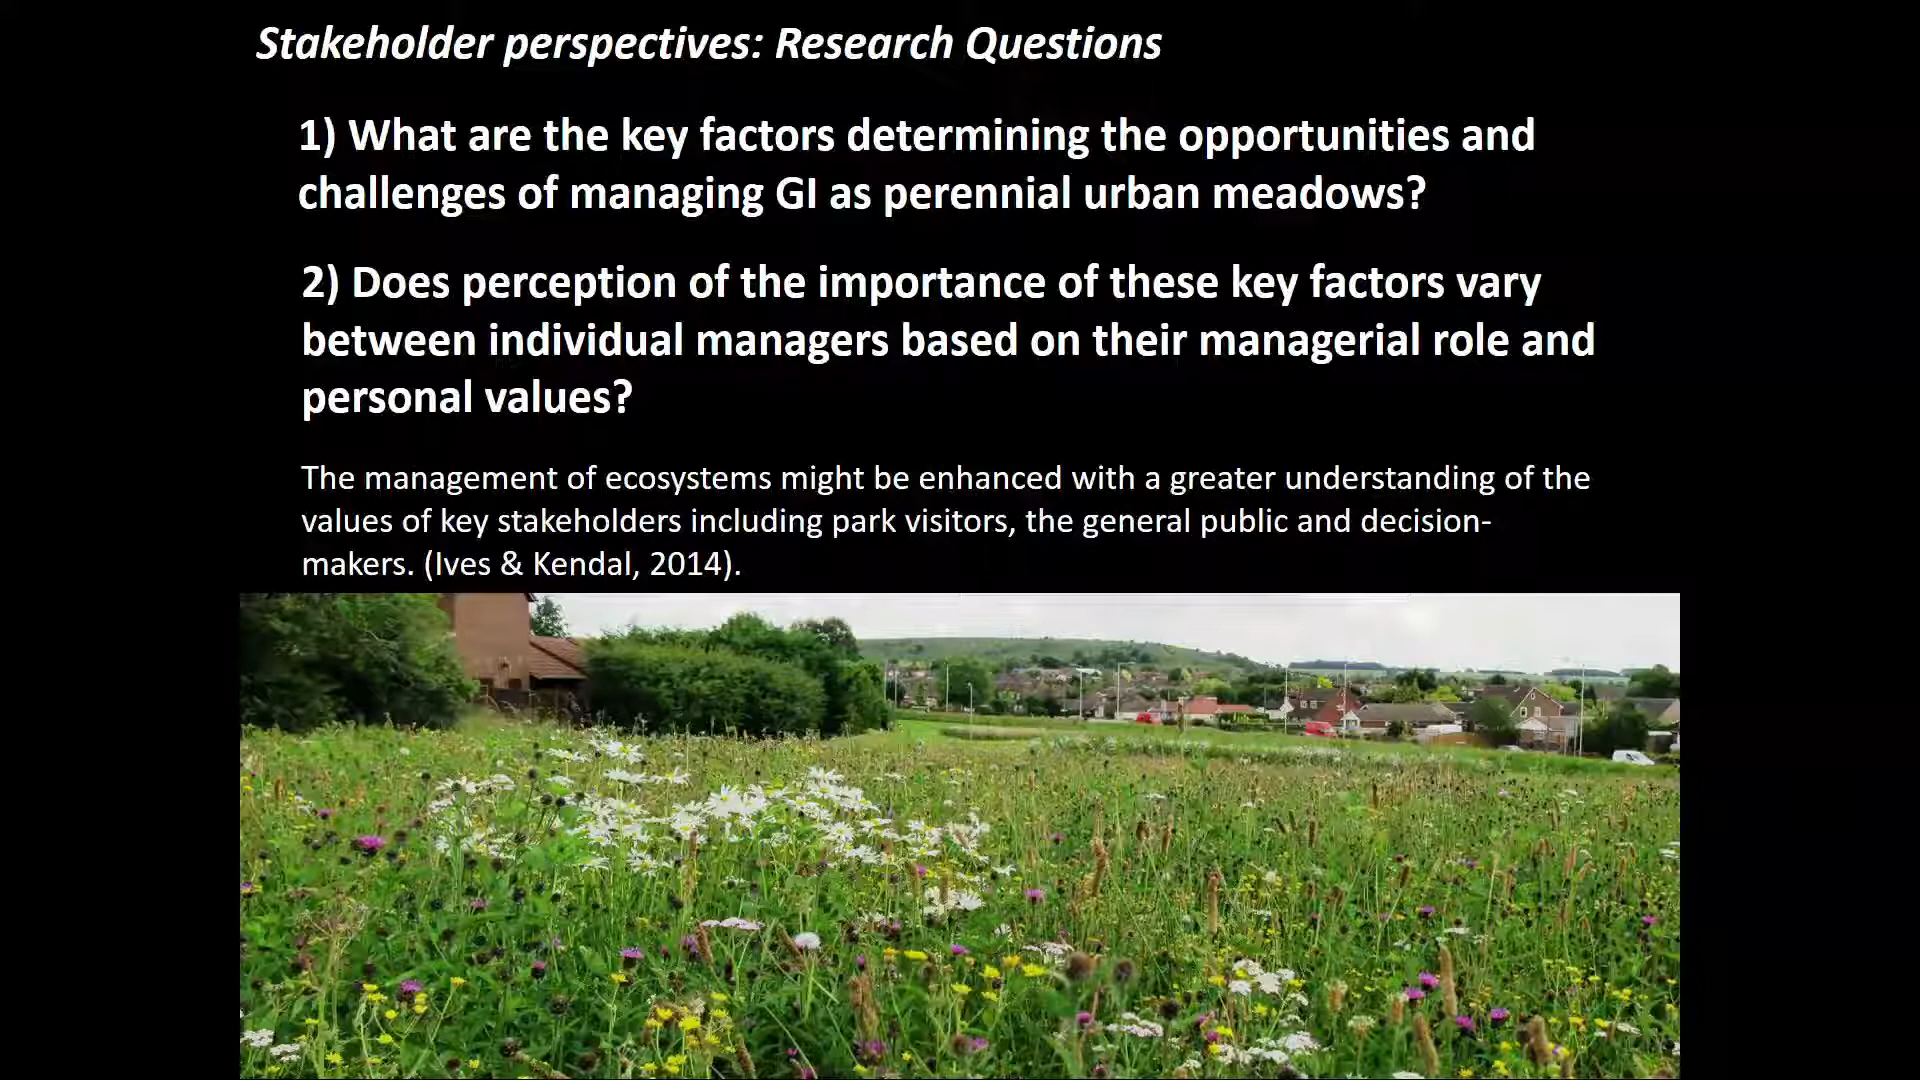 Stakeholder perspectives: Research Questions
1) What are the key factors determining the opportunities and
challenges of managing GI as perennial urban meadows?
2) Does perception of the importance of these key factors vary
between individual managers based on their managerial role and
personal values?
The management of ecosystems might be enhanced with a greater understanding of the
values of key stakeholders including park visitors, the general public and decision-
makers. (Ives & Kendal, 2014).